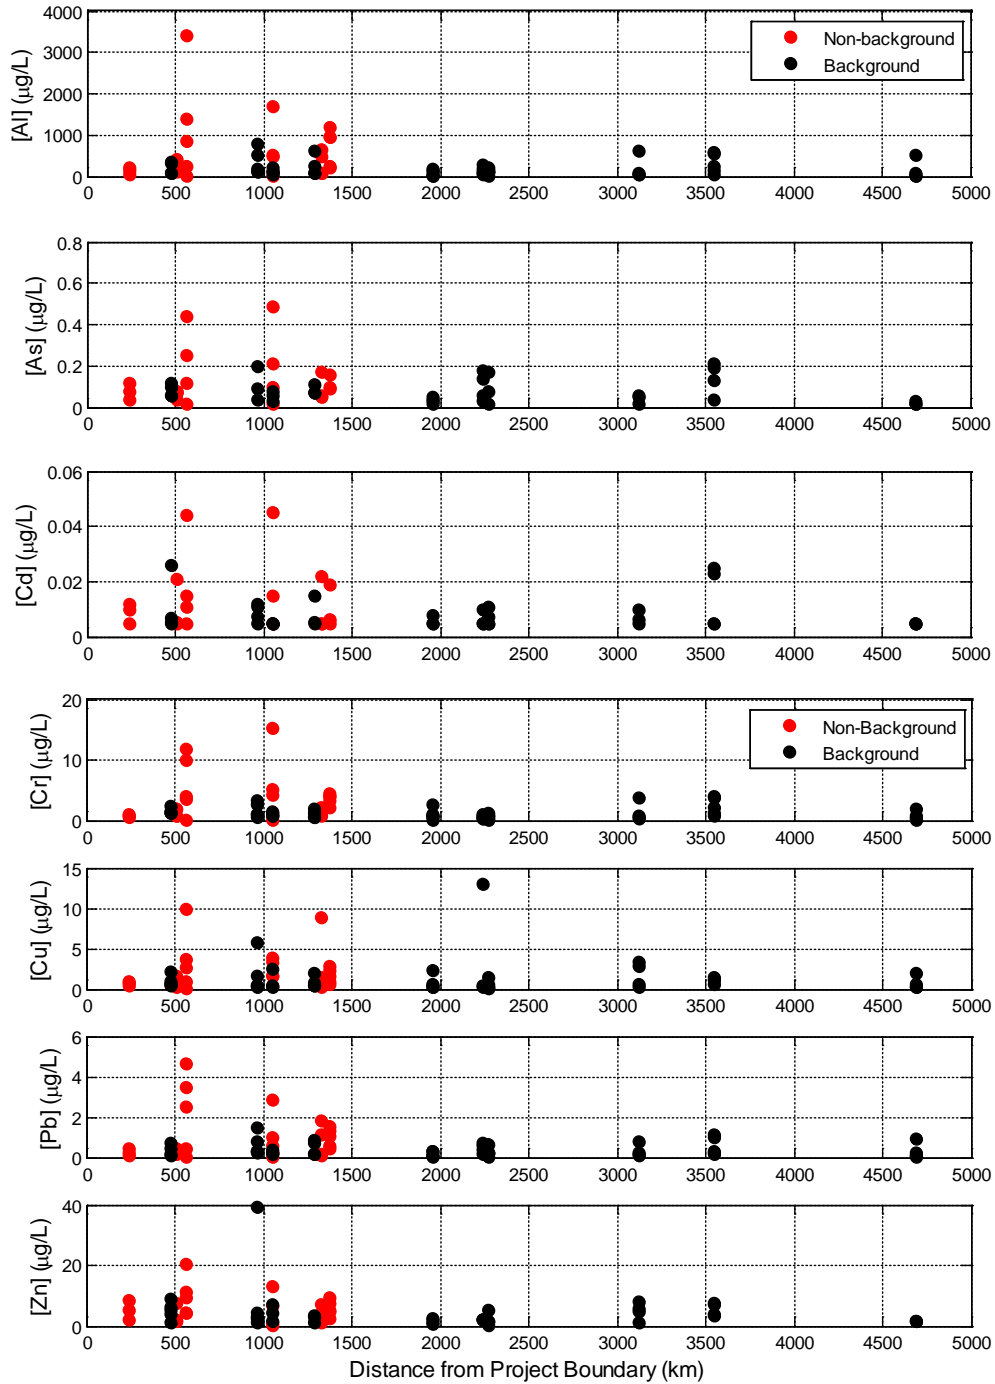 4000
3000
2000
1000
0
[Al] (μg/L)
Non-background
Background
0 500 1000 1500 2000 2500 3000 3500 4000 4500 5000
0.8
0.6
0.4
0.2
0
[As] (μg/L)
0 500 1000 1500 2000 2500 3000 3500 4000 4500 5000
0.06
0.04
0.02
0
[Cd] (μg/L)
0 500 1000 1500 2000 2500 3000 3500 4000 4500 5000
20
10
0
[Cr] (μg/L)
Non-Background
Background
0 500 1000 1500 2000 2500 3000 3500 4000 4500 5000
15
10
5
0
[Cu] (μg/L)
0 500 1000 1500 2000 2500 3000 3500 4000 4500 5000
6
4
2
0
[Pb] (μg/L)
0 500 1000 1500 2000 2500 3000 3500 4000 4500 5000
40
20
0
[Zn] (μg/L)
0 500 1000 1500 2000 2500 3000 3500 4000 4500 5000
Distance from Project Boundary (km)